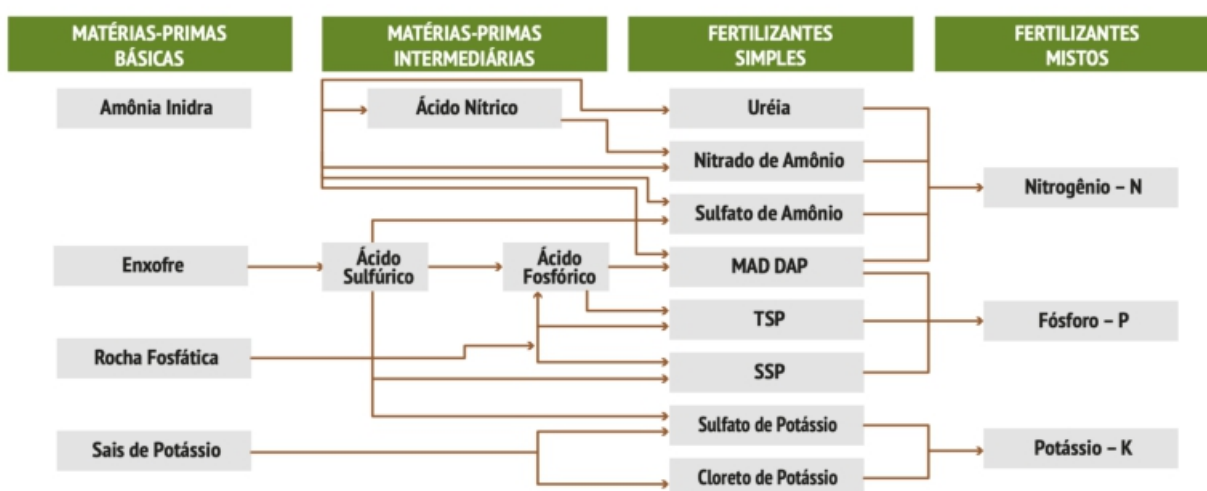 MATÉRIAS-PRIMAS
BÁSICAS
MATÉRIAS-PRIMAS
INTERMEDIÁRIAS
FERTILIZANTES
SIMPLES
FERTILIZANTES
MISTOS
Amônia Inidra
Ácido Nítrico
Uréia
Nitrado de Amônio
Nitrogênio – N
Sulfato de Amônio
Enxofre
Ácido
Sulfúrico
Ácido
Fosfórico
MAD DAP
TSP
Fósforo – P
Rocha Fosfática
SSP
Sulfato de Potássio
Sais de Potássio
Potássio – K
Cloreto de Potássio